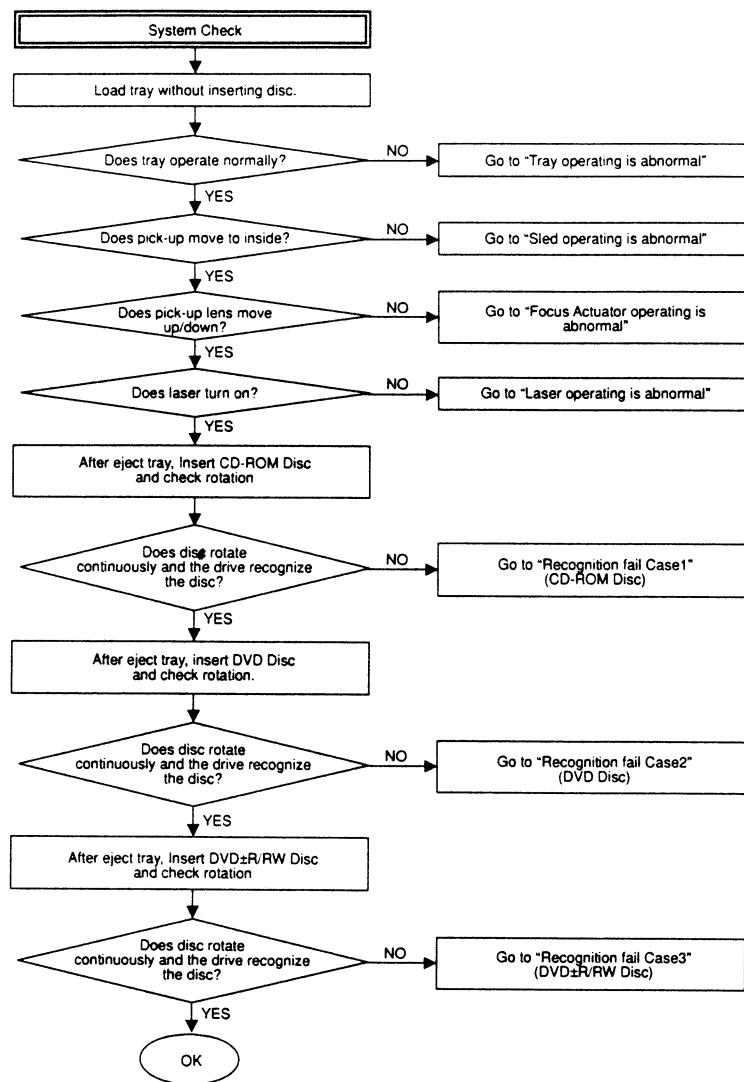 System Check
Load tray without inserting disc.
Does tray operate normally?
NO
Go to “Tray operating is abnormal”
YES
Does pick-up move to inside?
NO
Go to “Sled operating is abnormal”
YES
Does pick-up lens move
up/down?
NO
Go to “Focus Actuator operating is
abnormal”
YES
Does laser turn on?
NO
Go to “Laser operating is abnormal”
YES
After eject tray, Insert CD-ROM Disc
and check rotation
Does disc rotate
continuously and the drive recognize
the disc?
NO
Go to “Recognition fail Case1”
(CD-ROM Disc)
YES
After eject tray, insert DVD Disc
and check rotation.
Does disc rotate
continuously and the drive recognize
the disc?
NO
Go to “Recognition fail Case2”
(DVD Disc)
YES
After eject tray, Insert DVD±R/RW Disc
and check rotation
Does disc rotate
continuously and the drive recognize
the disc?
NO
Go to “Recognition fail Case3”
(DVD±R/RW Disc)
YES
OK